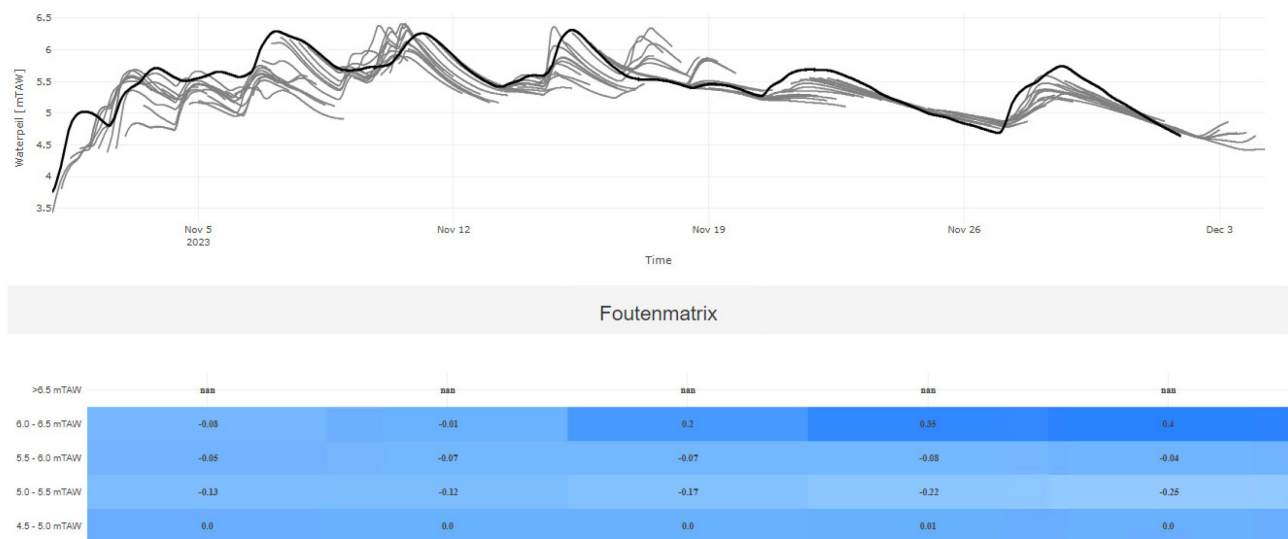 6.5
6
5.5
5
4.5
4
3.5
Waterpeil [mTAW]
Nov 5 Nov 12 Nov 19 Nov 26 Dec 3
2023
Time
Foutenmatrix
>6.5 mTAW nan nan nan nan nan
6.0 - 6.5 mTAW -0.08 -0.01 0.2 0.35 0.4
5.5 - 6.0 mTAW -0.05 -0.07 -0.07 -0.08 -0.04
5.0 - 5.5 mTAW -0.13 -0.12 -0.17 -0.22 -0.25
4.5 - 5.0 mTAW 0.0 0.0 0.0 0.01 0.0